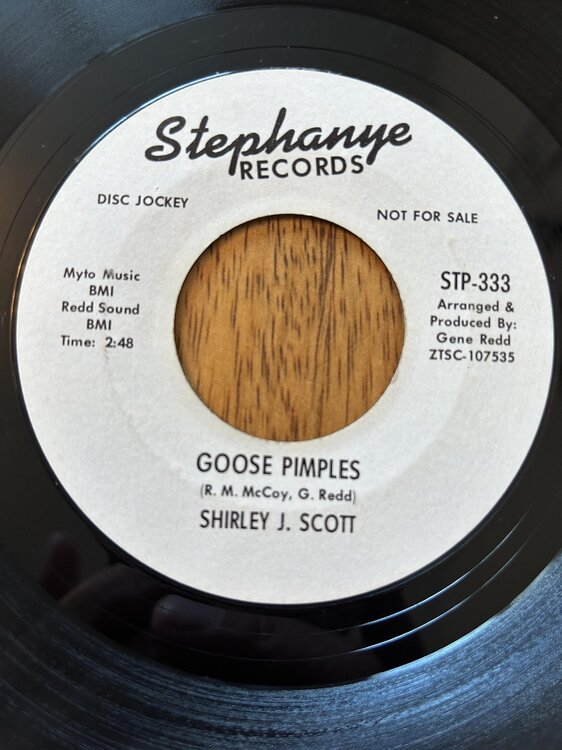 Stephanye
RECORDS
DISC JOCKEY
NOT FOR SALE
Myto Music
BMI
Redd Sound
BMI
Time: 2:48
STP-333
Arranged &
Produced By:
Gene Redd
ZTSC-107535
GOOSE PIMPLES
(R. M. McCoy, G. Redd)
SHIRLEY J. SCOTT